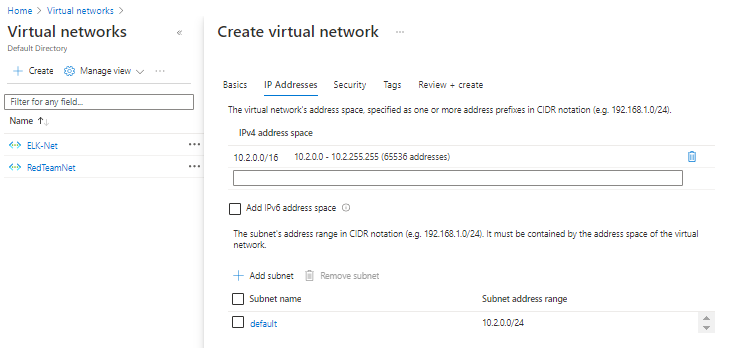 Home > Virtual networks >
Virtual networks «
Default Directory
+ Create Manage view ...
Filter for any field...
Name ↑↓
ELK-Net ...
RedTeamNet ...
Create virtual network ...
Basics IP Addresses Security Tags Review + create
The virtual network's address space, specified as one or more address prefixes in CIDR notation (e.g. 192.168.1.0/24).
IPv4 address space
10.2.0.0/16 10.2.0.0 - 10.2.255.255 (65536 addresses)
Add IPv6 address space
The subnet's address range in CIDR notation (e.g. 192.168.1.0/24). It must be contained by the address space of the virtual
network.
+ Add subnet Remove subnet
Subnet name Subnet address range
default 10.2.0.0/24